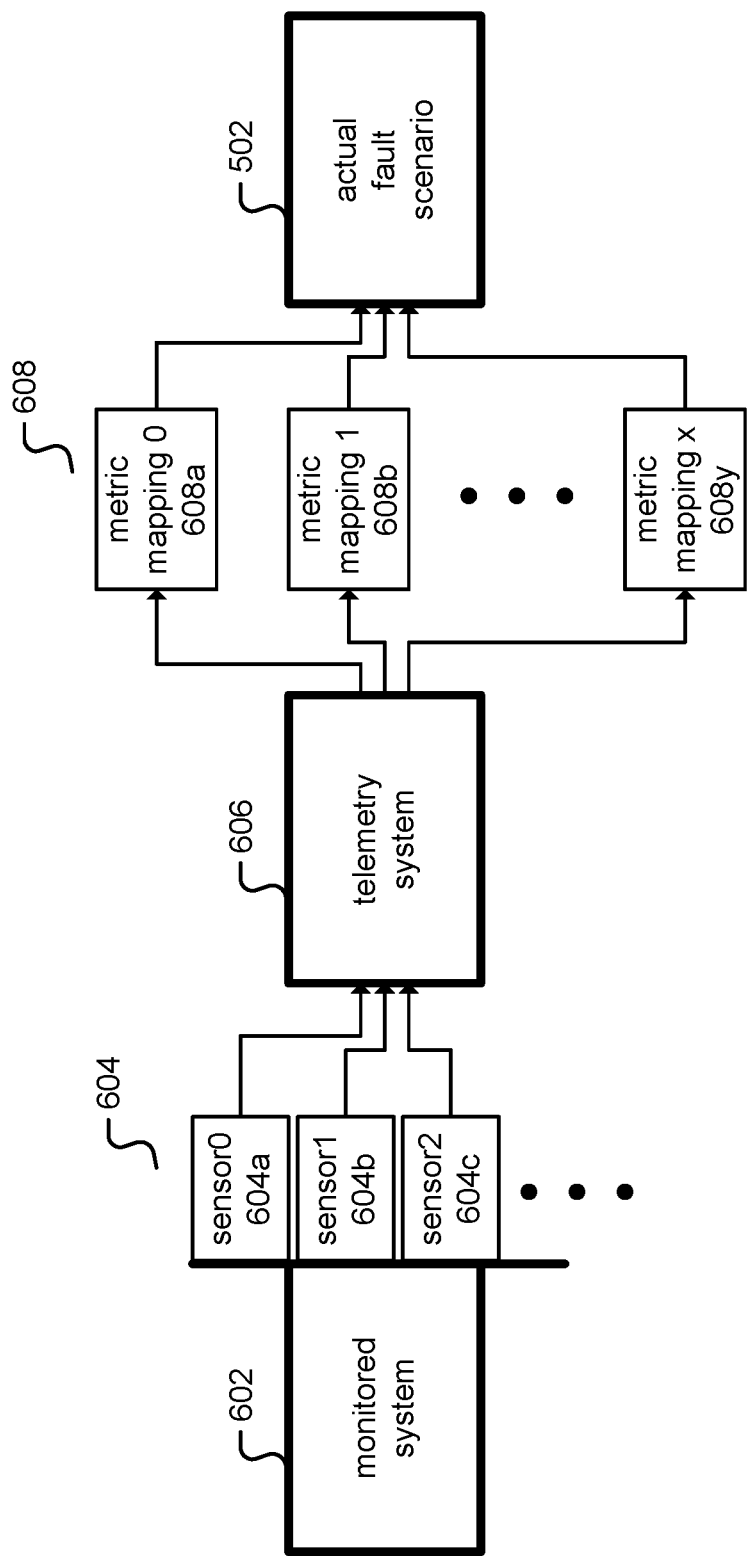 602
monitored
system
604
sensor0
604a
sensor1
604b
sensor2
604c
606
telemetry
system
608
metric
mapping 0
608a
metric
mapping 1
608b
metric
mapping x
608y
502
actual
fault
scenario